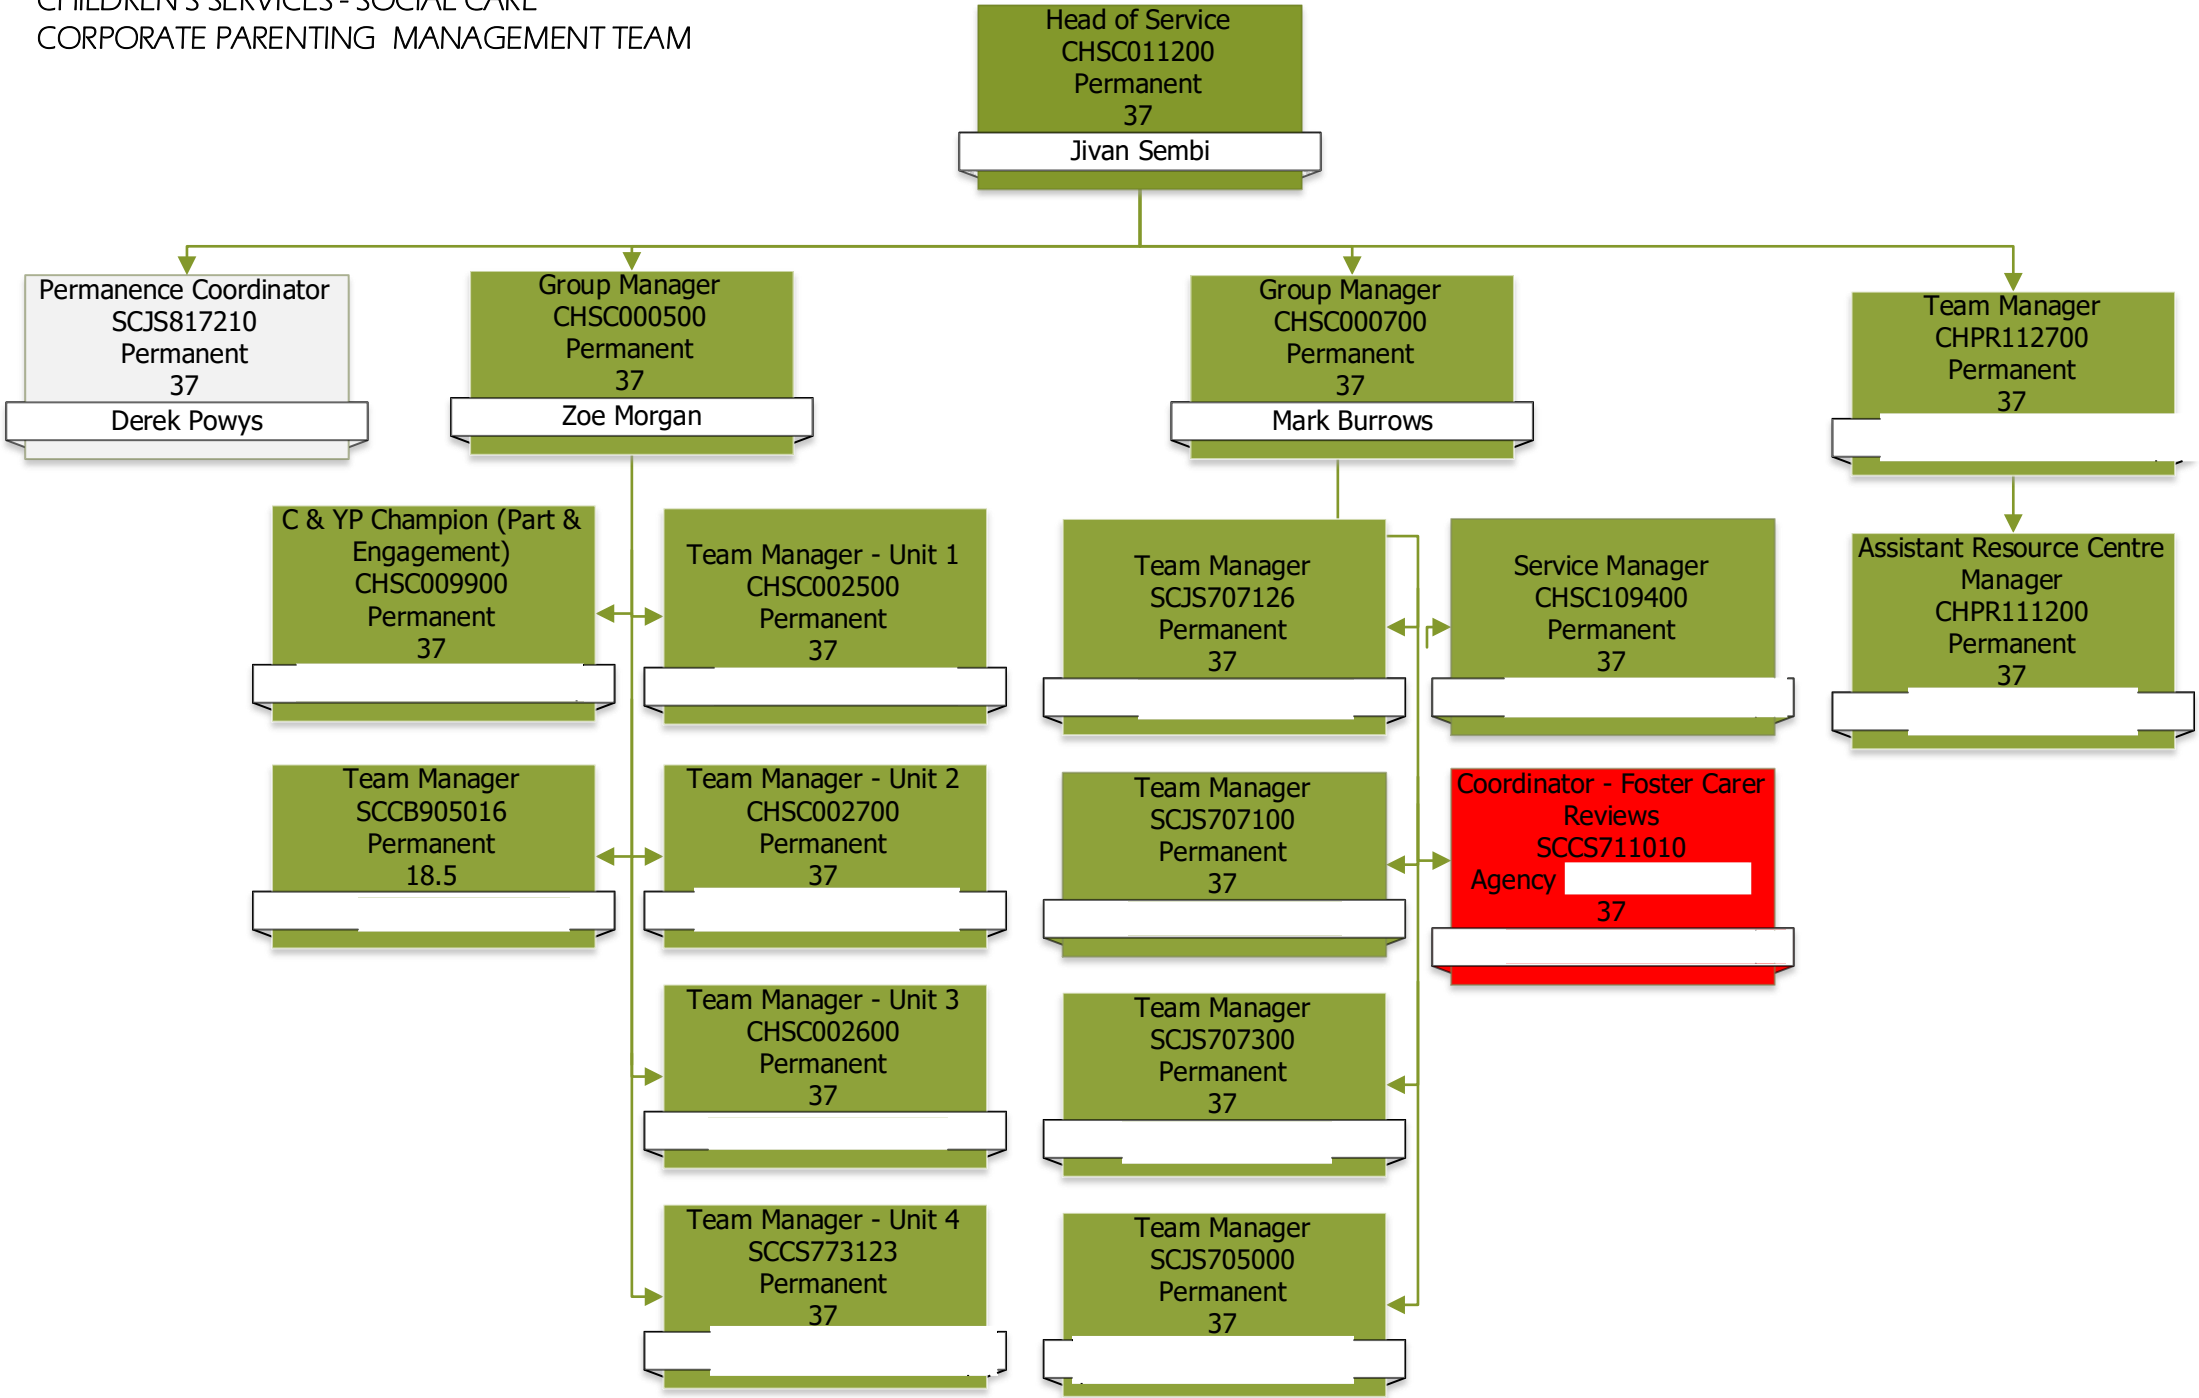 CHILDREN'S SERVICES - SOCIAL CARE
CORPORATE PARENTING MANAGEMENT TEAM
Head of Service
CHSC011200
Permanent
37
Jivan Sembi
Permanence Coordinator
SCJS817210
Permanent
37
Derek Powys
Group Manager
CHSC000500
Permanent
37
Zoe Morgan
Group Manager
CHSC000700
Permanent
37
Mark Burrows
Team Manager
CHPR112700
Permanent
37
C & YP Champion (Part &
Engagement)
CHSC009900
Permanent
37
Team Manager - Unit 1
CHSC002500
Permanent
37
Team Manager
SCJS707126
Permanent
37
Service Manager
CHSC109400
Permanent
37
Assistant Resource Centre
Manager
CHPR111200
Permanent
37
Team Manager
SCCB905016
Permanent
18.5
Team Manager - Unit 2
CHSC002700
Permanent
37
Team Manager
SCJS707100
Permanent
37
Coordinator - Foster Carer
Reviews
SCCS711010
Agency
37
Team Manager - Unit 3
CHSC002600
Permanent
37
Team Manager
SCJS707300
Permanent
37
Team Manager - Unit 4
SCCS773123
Permanent
37
Team Manager
SCJS705000
Permanent
37